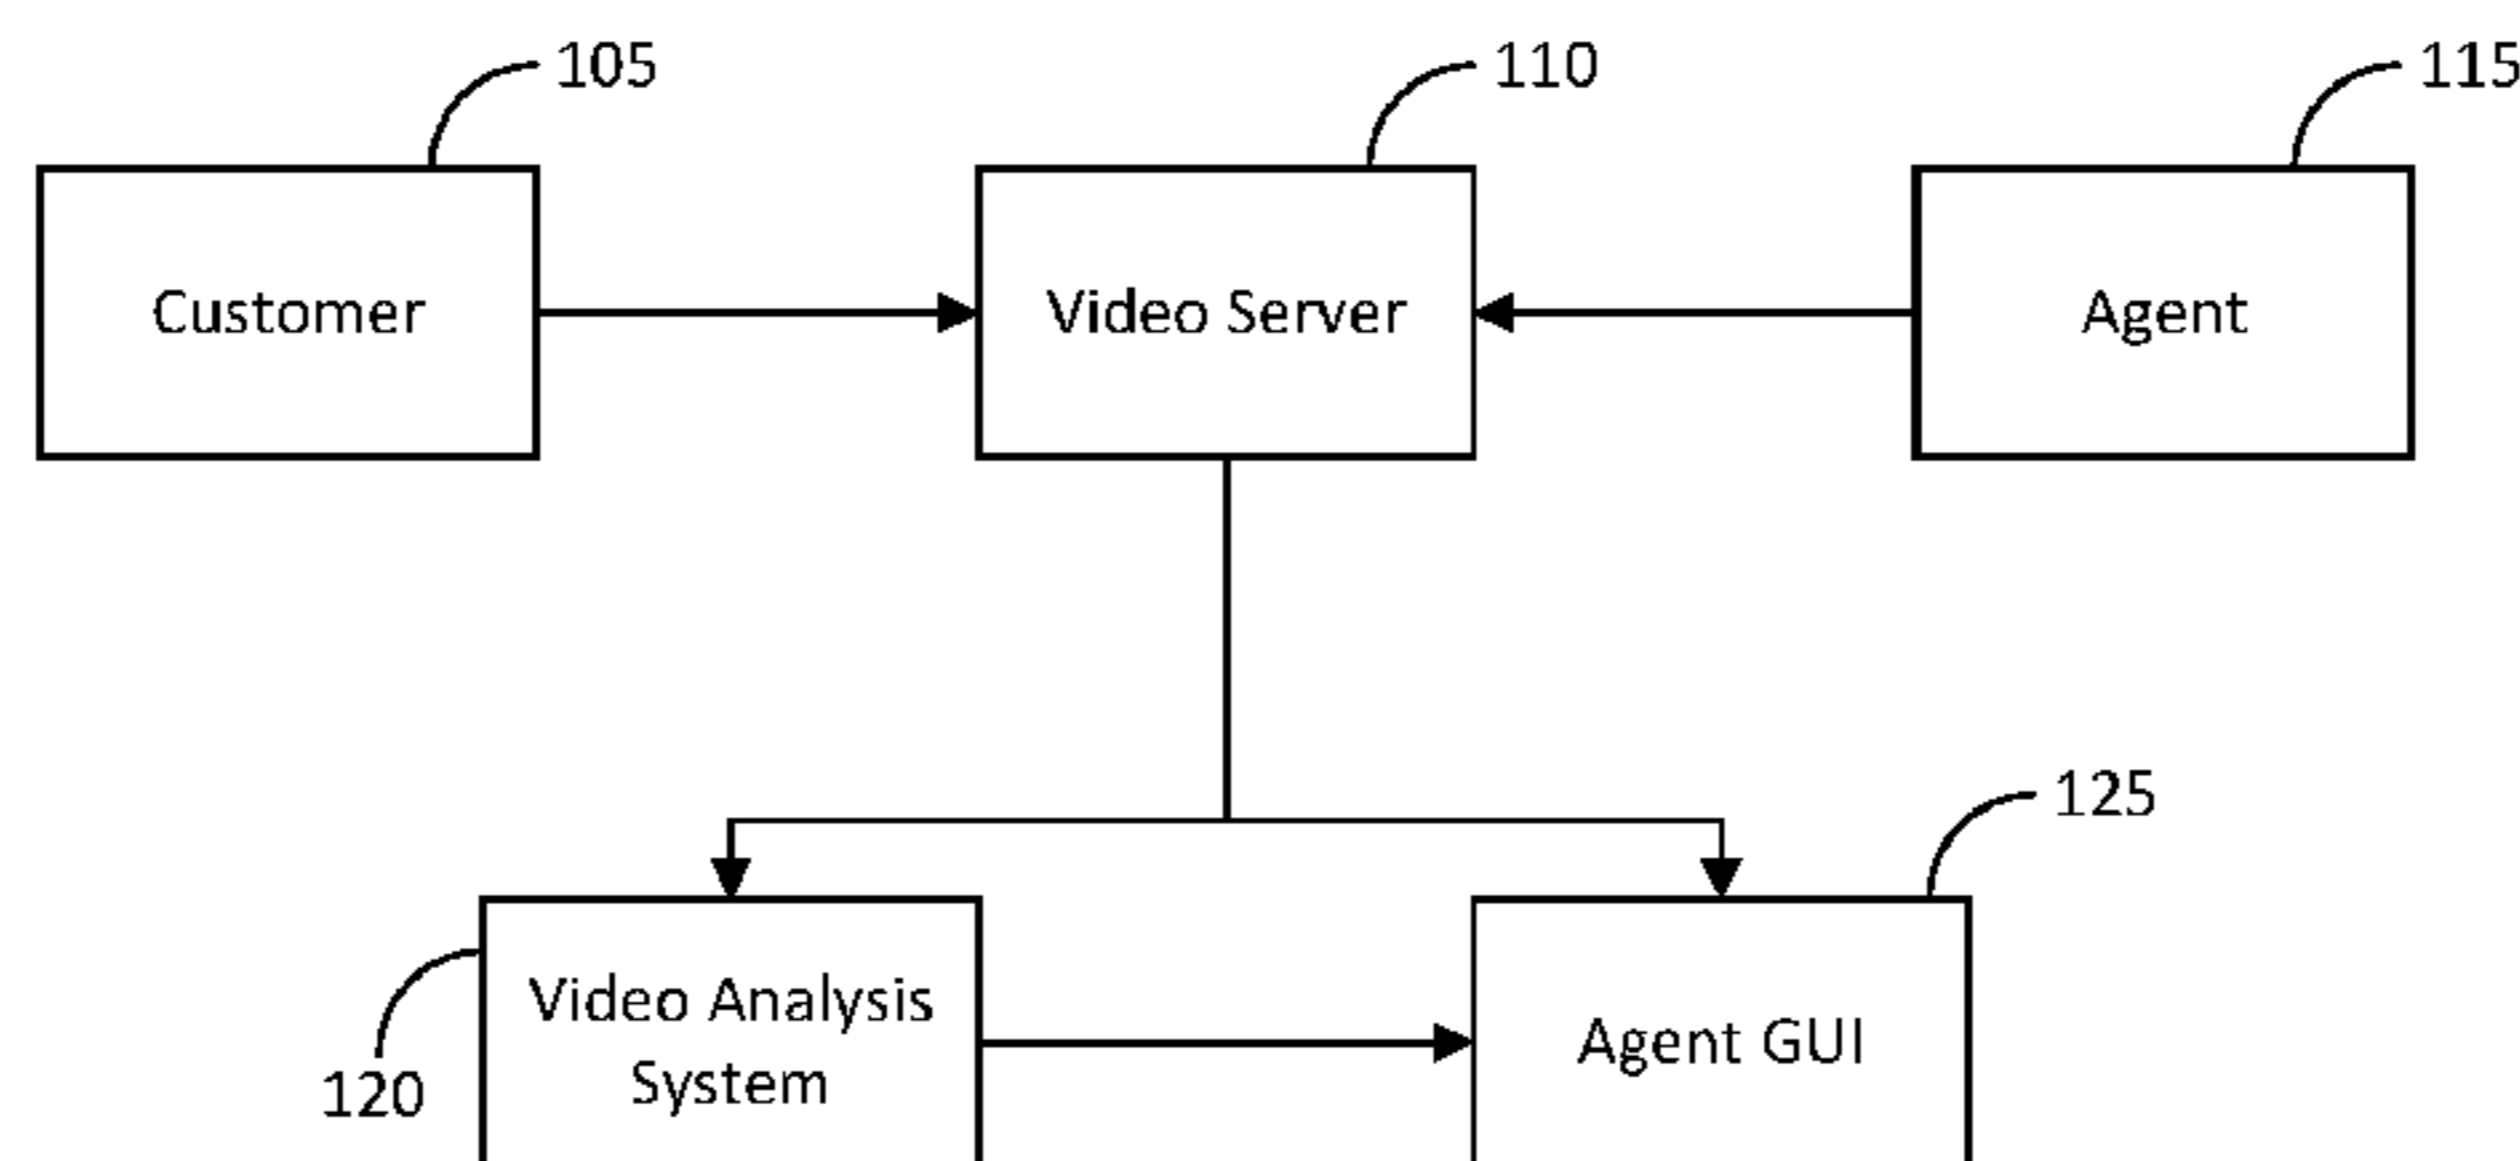 105
110
115
Customer
Video Server
Agent
125
Video Analysis
System
Agent GUI
120